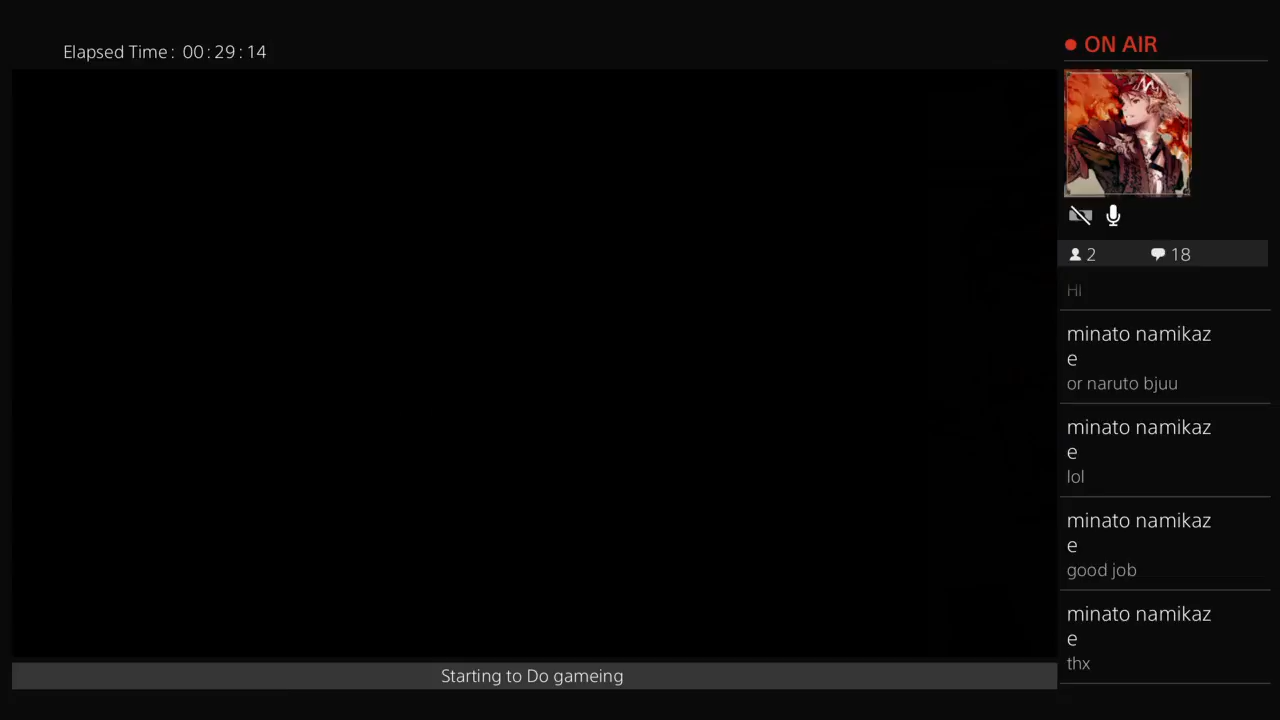 Elapsed Time: 00:29:14
ON AIR
2 18
HI
minato namikaz
e
or naruto bjuu
minato namikaz
e
lol
minato namikaz
e
good job
minato namikaz
e
thx
Starting to Do gameing